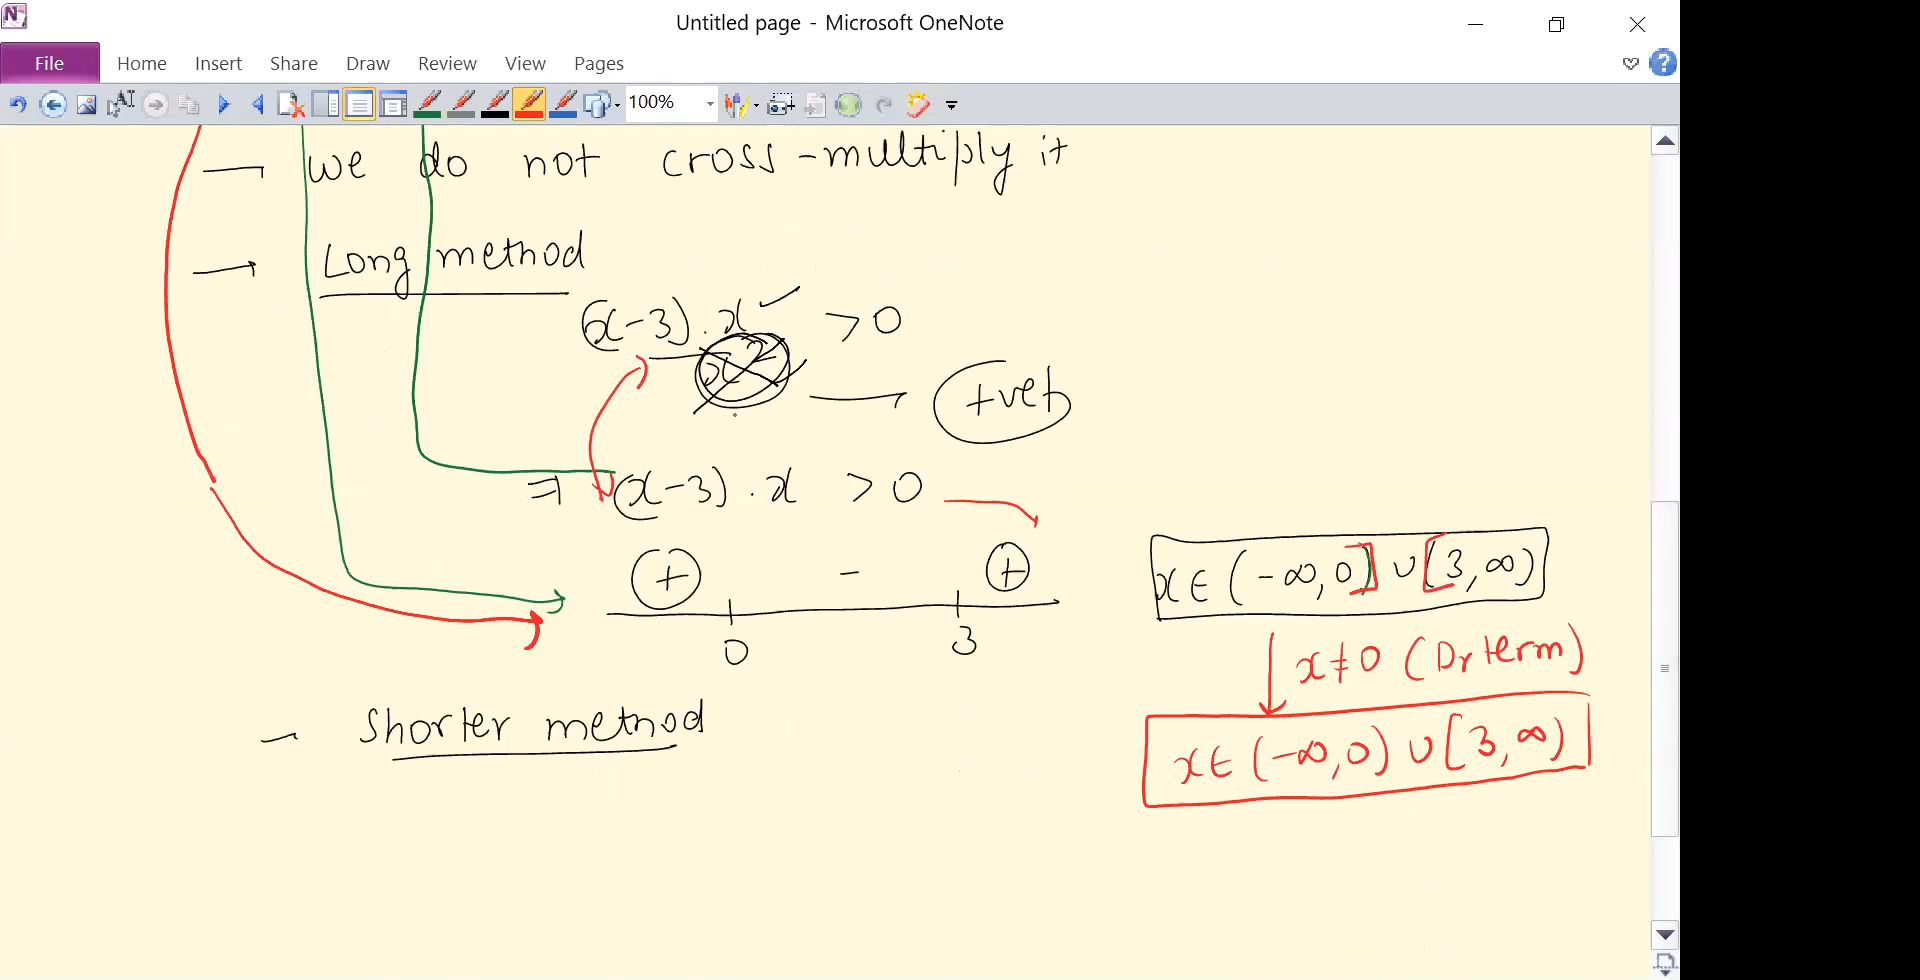 Untitled page - Microsoft OneNote
File Home Insert Share Draw Review View Pages
100%
— we do not cross-multiply it
→ Long method
(x-3).x > 0
x²
+ve
⇒ (x-3).x > 0
+ - +
0 3
x ∈ (-∞,0] ∪ [3,∞)
x≠0 (Dr term)
x ∈ (-∞,0) ∪ [3,∞)
- Shorter method